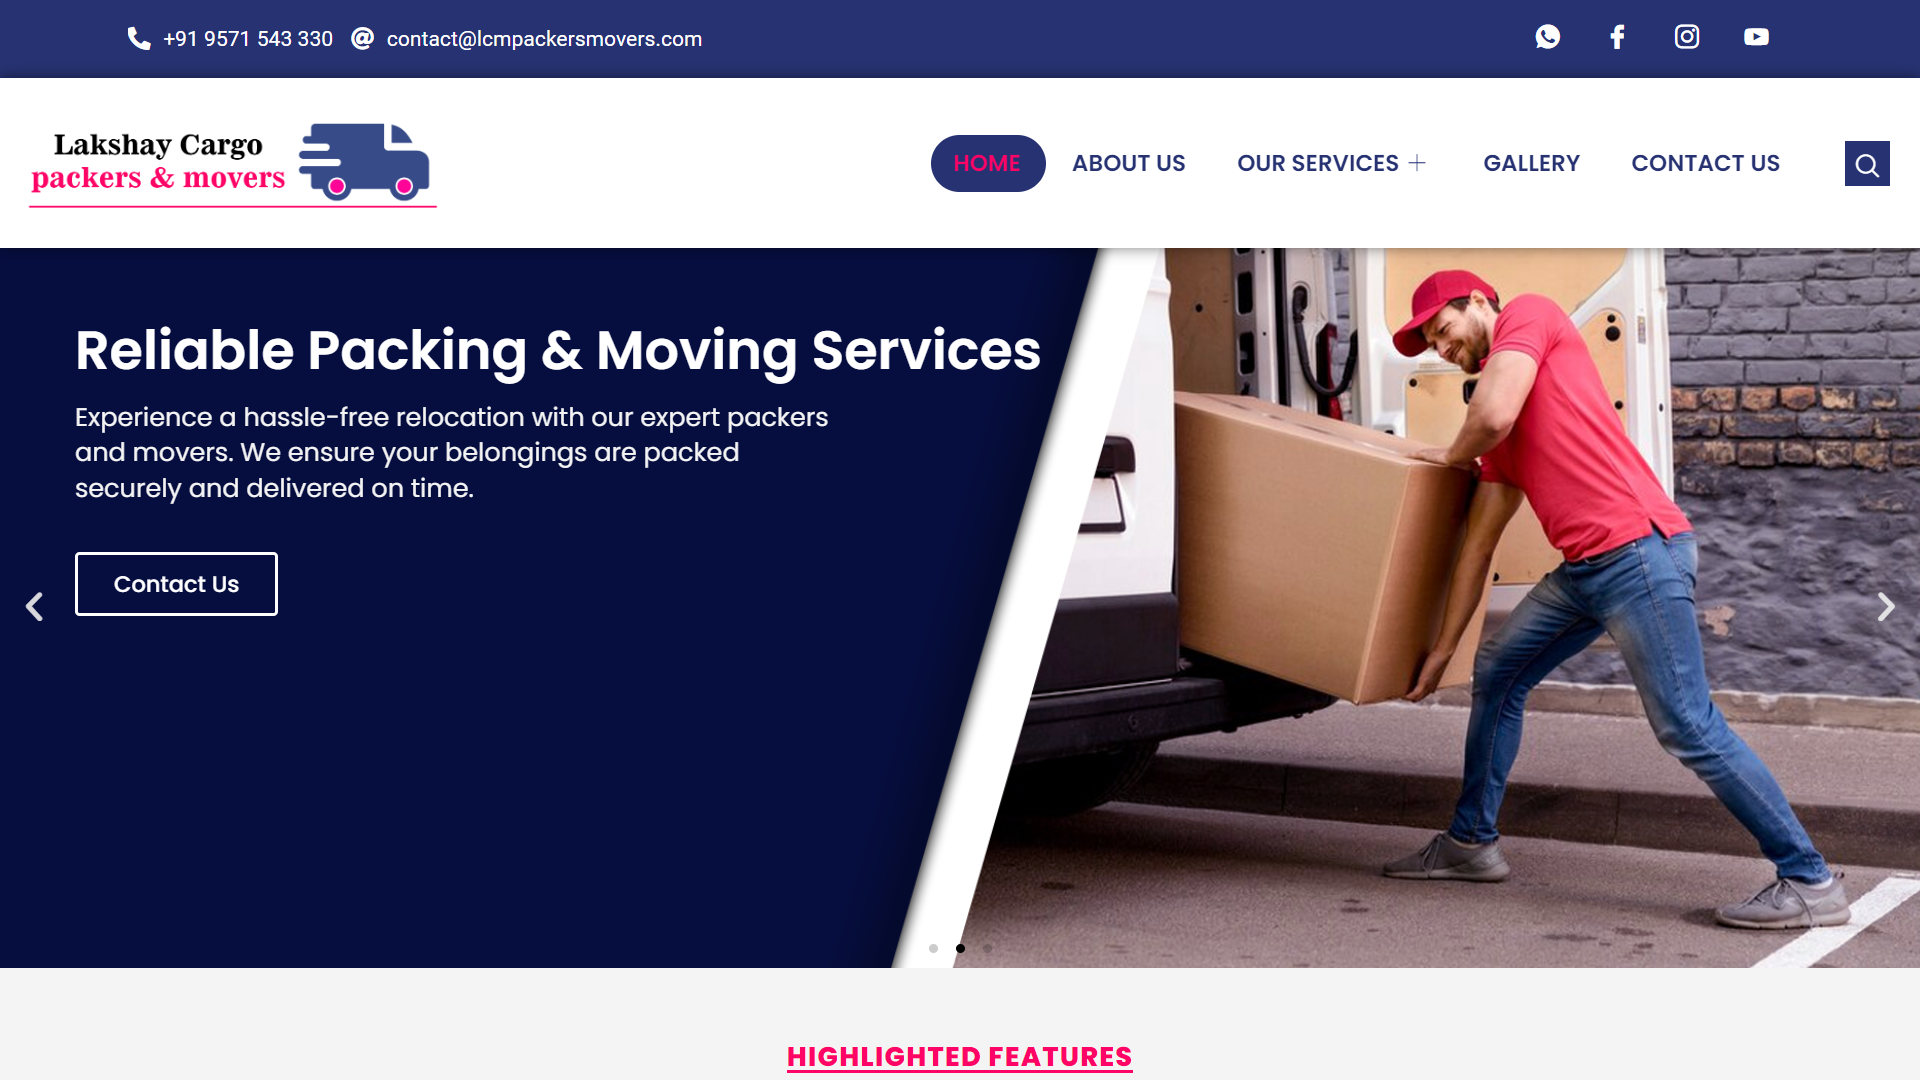 +91 9571 543 330 contact@lcmpackersmovers.com
Lakshay Cargo
packers & movers
HOME ABOUT US OUR SERVICES GALLERY CONTACT US
Reliable Packing & Moving Services
Experience a hassle-free relocation with our expert packers
and movers. We ensure your belongings are packed
securely and delivered on time.
Contact Us
HIGHLIGHTED FEATURES